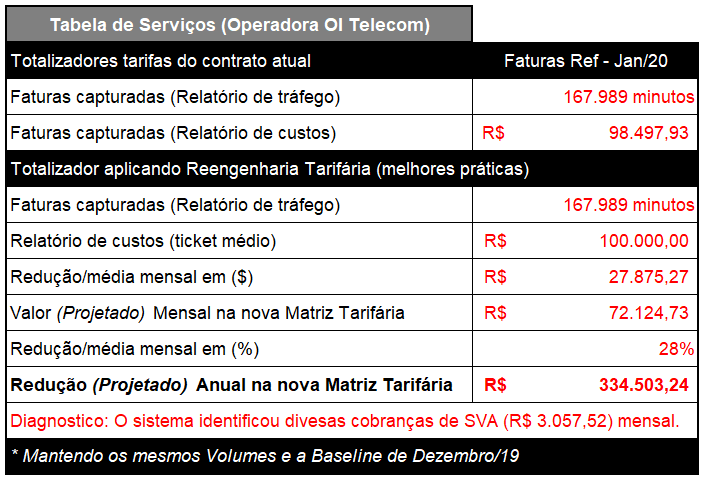 Tabela de Serviços (Operadora OI Telecom)
Totalizadores tarifas do contrato atual Faturas Ref - Jan/20
Faturas capturadas (Relatório de tráfego) 167.989 minutos
Faturas capturadas (Relatório de custos) R$ 98.497,93
Totalizador aplicando Reengenharia Tarifária (melhores práticas)
Faturas capturadas (Relatório de tráfego) 167.989 minutos
Relatório de custos (ticket médio) R$ 100.000,00
Redução/média mensal em ($) R$ 27.875,27
Valor (Projetado) Mensal na nova Matriz Tarifária R$ 72.124,73
Redução/média mensal em (%) 28%
Redução (Projetado) Anual na nova Matriz Tarifária R$ 334.503,24
Diagnostico: O sistema identificou divesas cobranças de SVA (R$ 3.057,52) mensal.
* Mantendo os mesmos Volumes e a Baseline de Dezembro/19